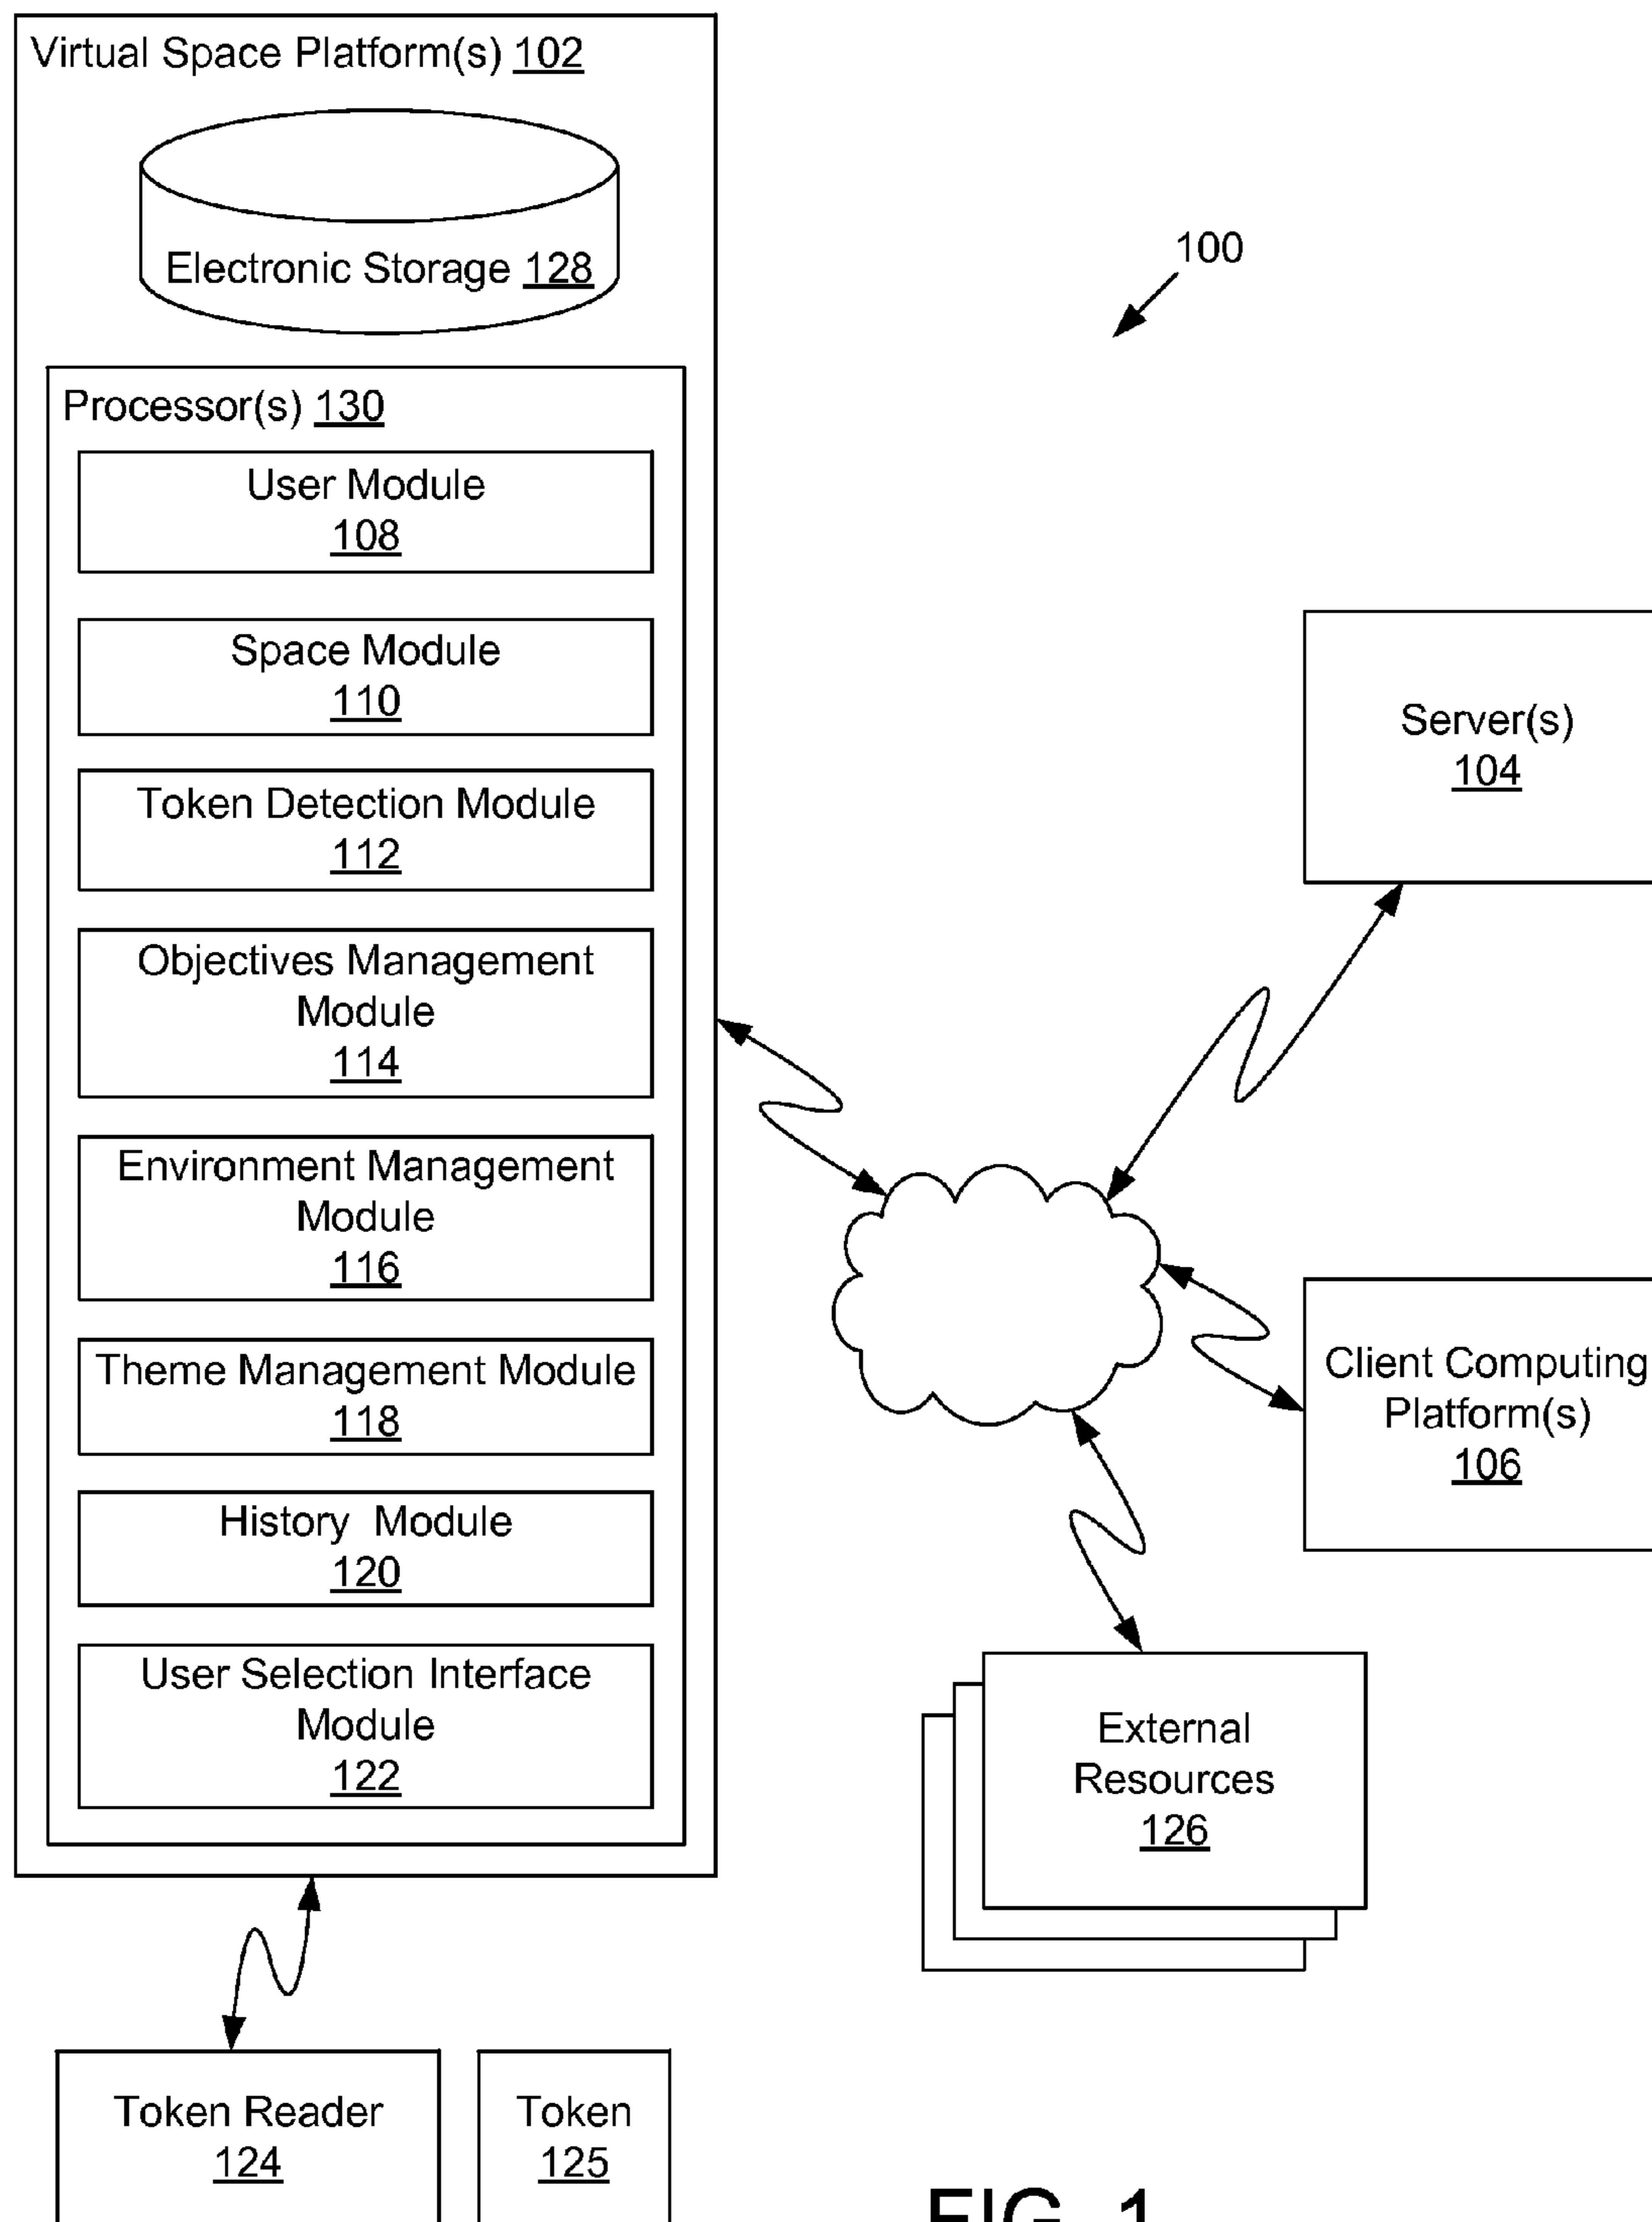 Virtual Space Platform(s) 102
Electronic Storage 128
Processor(s) 130
User Module
108
Space Module
110
Token Detection Module
112
Objectives Management
Module
114
Environment Management
Module
116
Theme Management Module
118
History Module
120
User Selection Interface
Module
122
Token Reader
124
Token
125
100
Server(s)
104
Client Computing
Platform(s)
106
External
Resources
126
FIG. 1